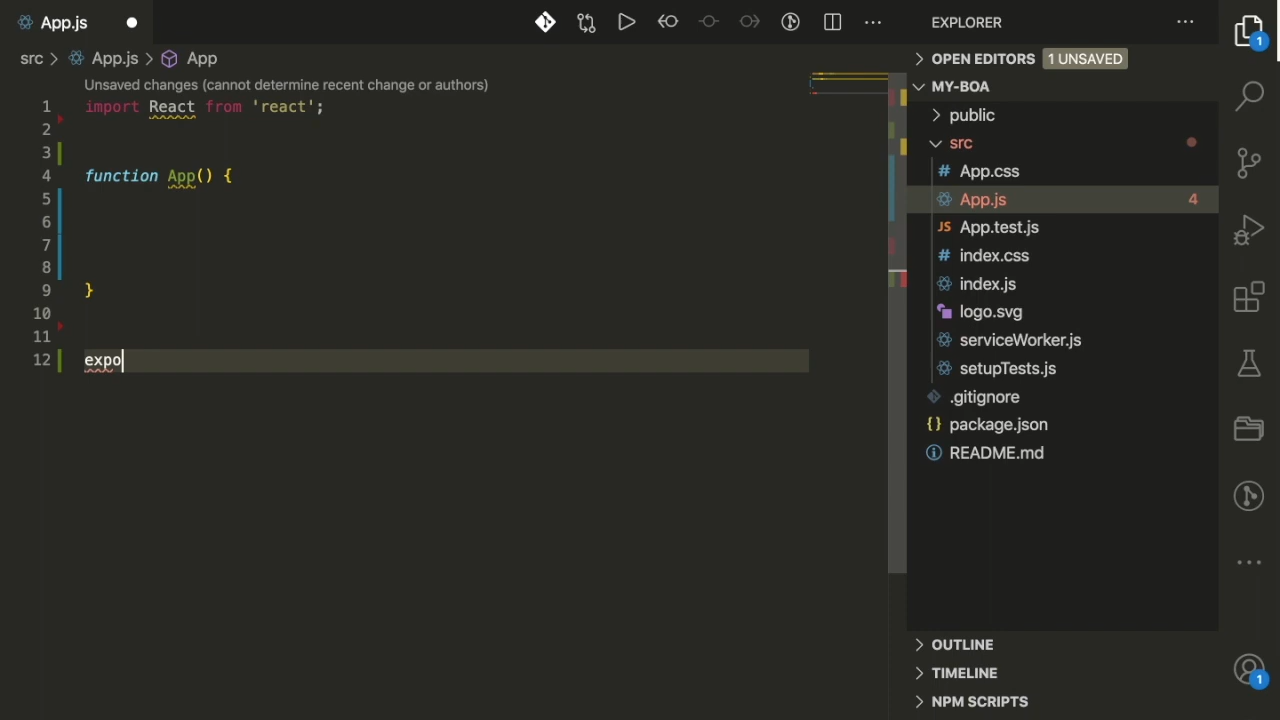 App.js
EXPLORER
src > App.js > App
OPEN EDITORS 1 UNSAVED
MY-BOA
Unsaved changes (cannot determine recent change or authors)
1 import React from 'react';
2
3
4 function App() {
5
6
7
8
9 }
10
11
12 expo
public
src
# App.css
App.js 4
JS App.test.js
# index.css
index.js
logo.svg
serviceWorker.js
setupTests.js
.gitignore
{} package.json
README.md
OUTLINE
TIMELINE
NPM SCRIPTS
1
1